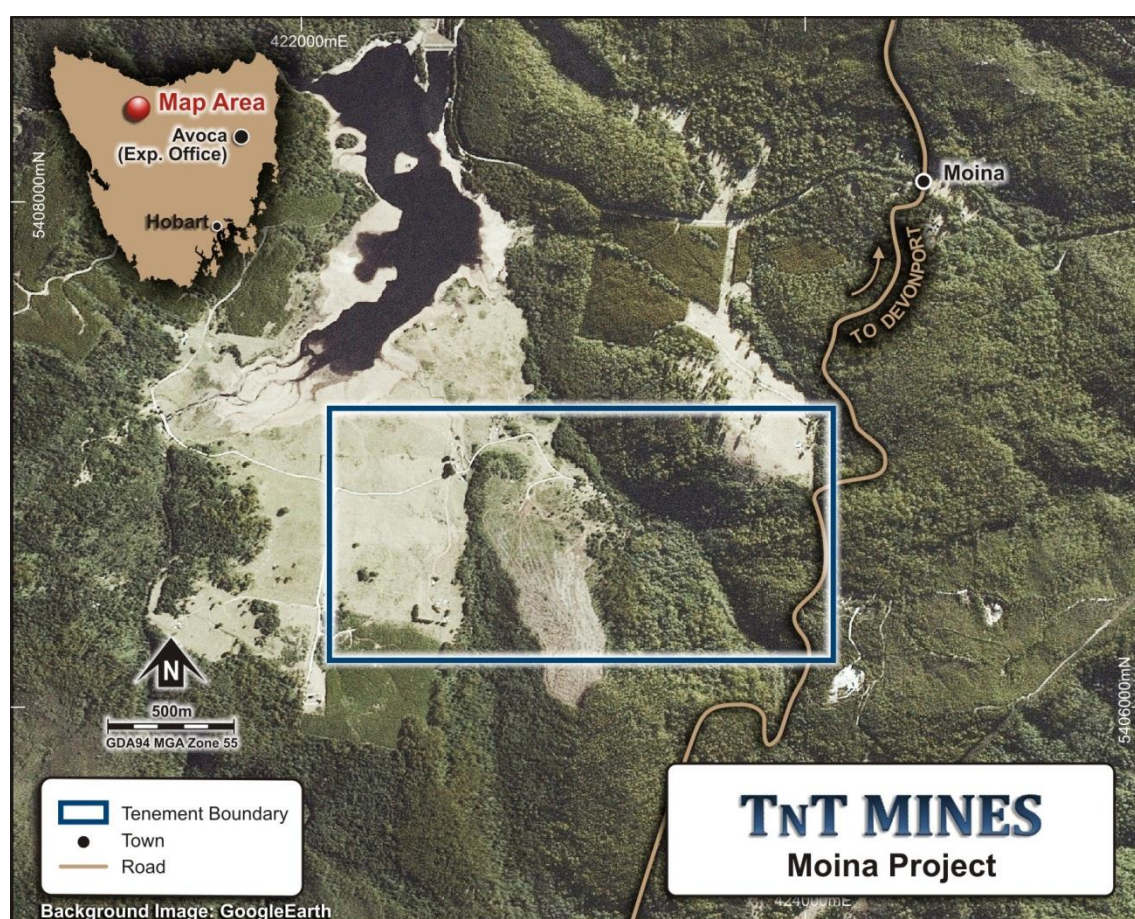 422000mE
Map Area
Avoca
(Exp. Office)
Hobart
5408000mN
Moina
TO DEVONPORT
N
500m
GDA94 MGA Zone 55
5406000mN
Tenement Boundary
Town
Road
TNT MINES
Moina Project
424000mE
Background Image: GoogleEarth